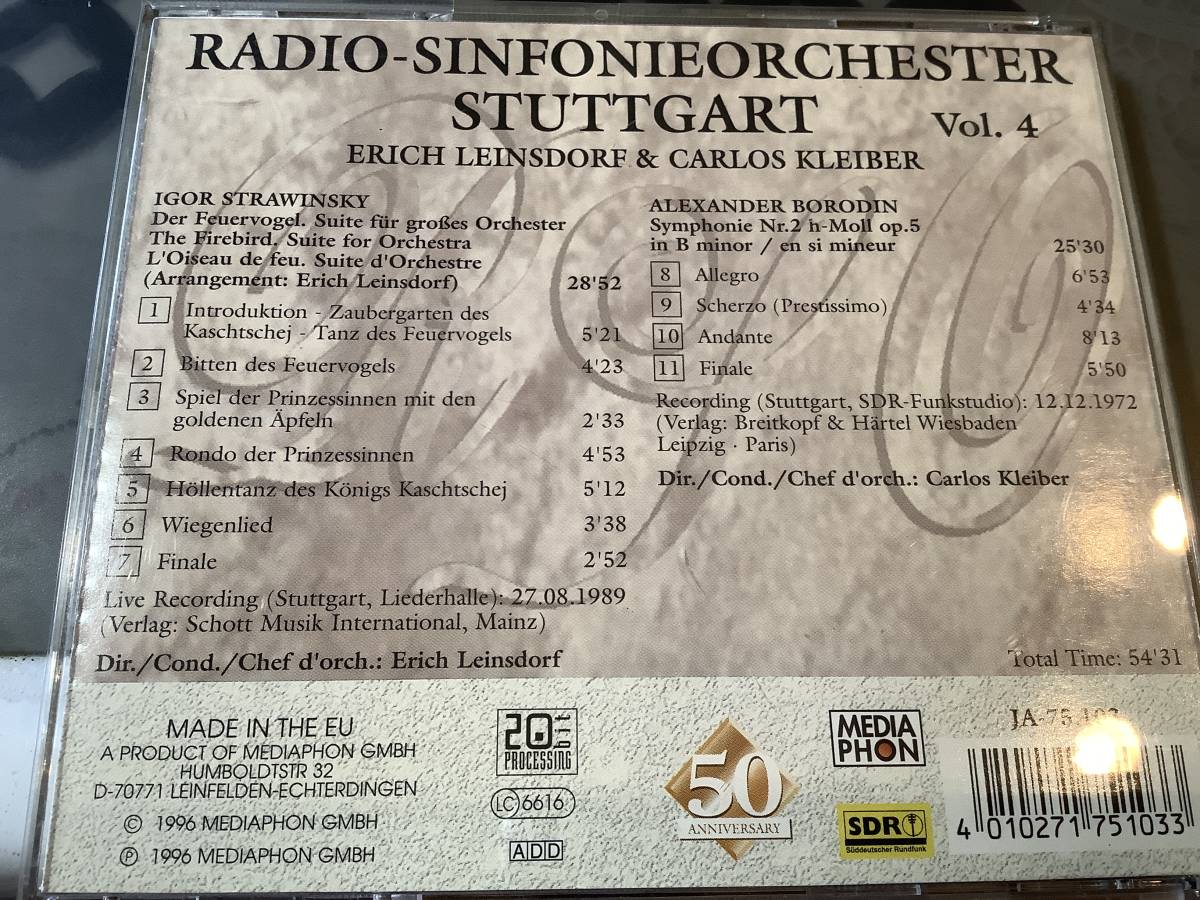 RADIO-SINFONIEORCHESTER
STUTTGART
Vol. 4
ERICH LEINSDORF & CARLOS KLEIBER
IGOR STRAWINSKY
Der Feuervogel. Suite für großes Orchester
The Firebird. Suite for Orchestra
L'Oiseau de feu. Suite d'Orchestre
(Arrangement: Erich Leinsdorf) 28'52
1 Introduktion - Zaubergarten des
Kaschtschej - Tanz des Feuervogels 5'21
2 Bitten des Feuervogels 4'23
3 Spiel der Prinzessinnen mit den
goldenen Äpfeln 2'33
4 Rondo der Prinzessinnen 4'53
5 Höllentanz des Königs Kaschtschej 5'12
6 Wiegenlied 3'38
7 Finale 2'52
Live Recording (Stuttgart, Liederhalle): 27.08.1989
(Verlag: Schott Musik International, Mainz)
Dir./Cond./Chef d'orch.: Erich Leinsdorf
ALEXANDER BORODIN
Symphonie Nr.2 h-Moll op.5
in B minor / en si mineur 25'30
8 Allegro 6'53
9 Scherzo (Prestissimo) 4'34
10 Andante 8'13
11 Finale 5'50
Recording (Stuttgart, SDR-Funkstudio): 12.12.1972
(Verlag: Breitkopf & Härtel Wiesbaden
Leipzig · Paris)
Dir./Cond./Chef d'orch.: Carlos Kleiber
Total Time: 54'31
MADE IN THE EU
A PRODUCT OF MEDIAPHON GMBH
HUMBOLDTSTR 32
D-70771 LEINFELDEN-ECHTERDINGEN
© 1996 MEDIAPHON GMBH
℗ 1996 MEDIAPHON GMBH
20 bit
PROCESSING
LC 6616
ADD
50
ANNIVERSARY
MEDIA
PHON
SDR
Süddeutscher Rundfunk
4 010271 751033